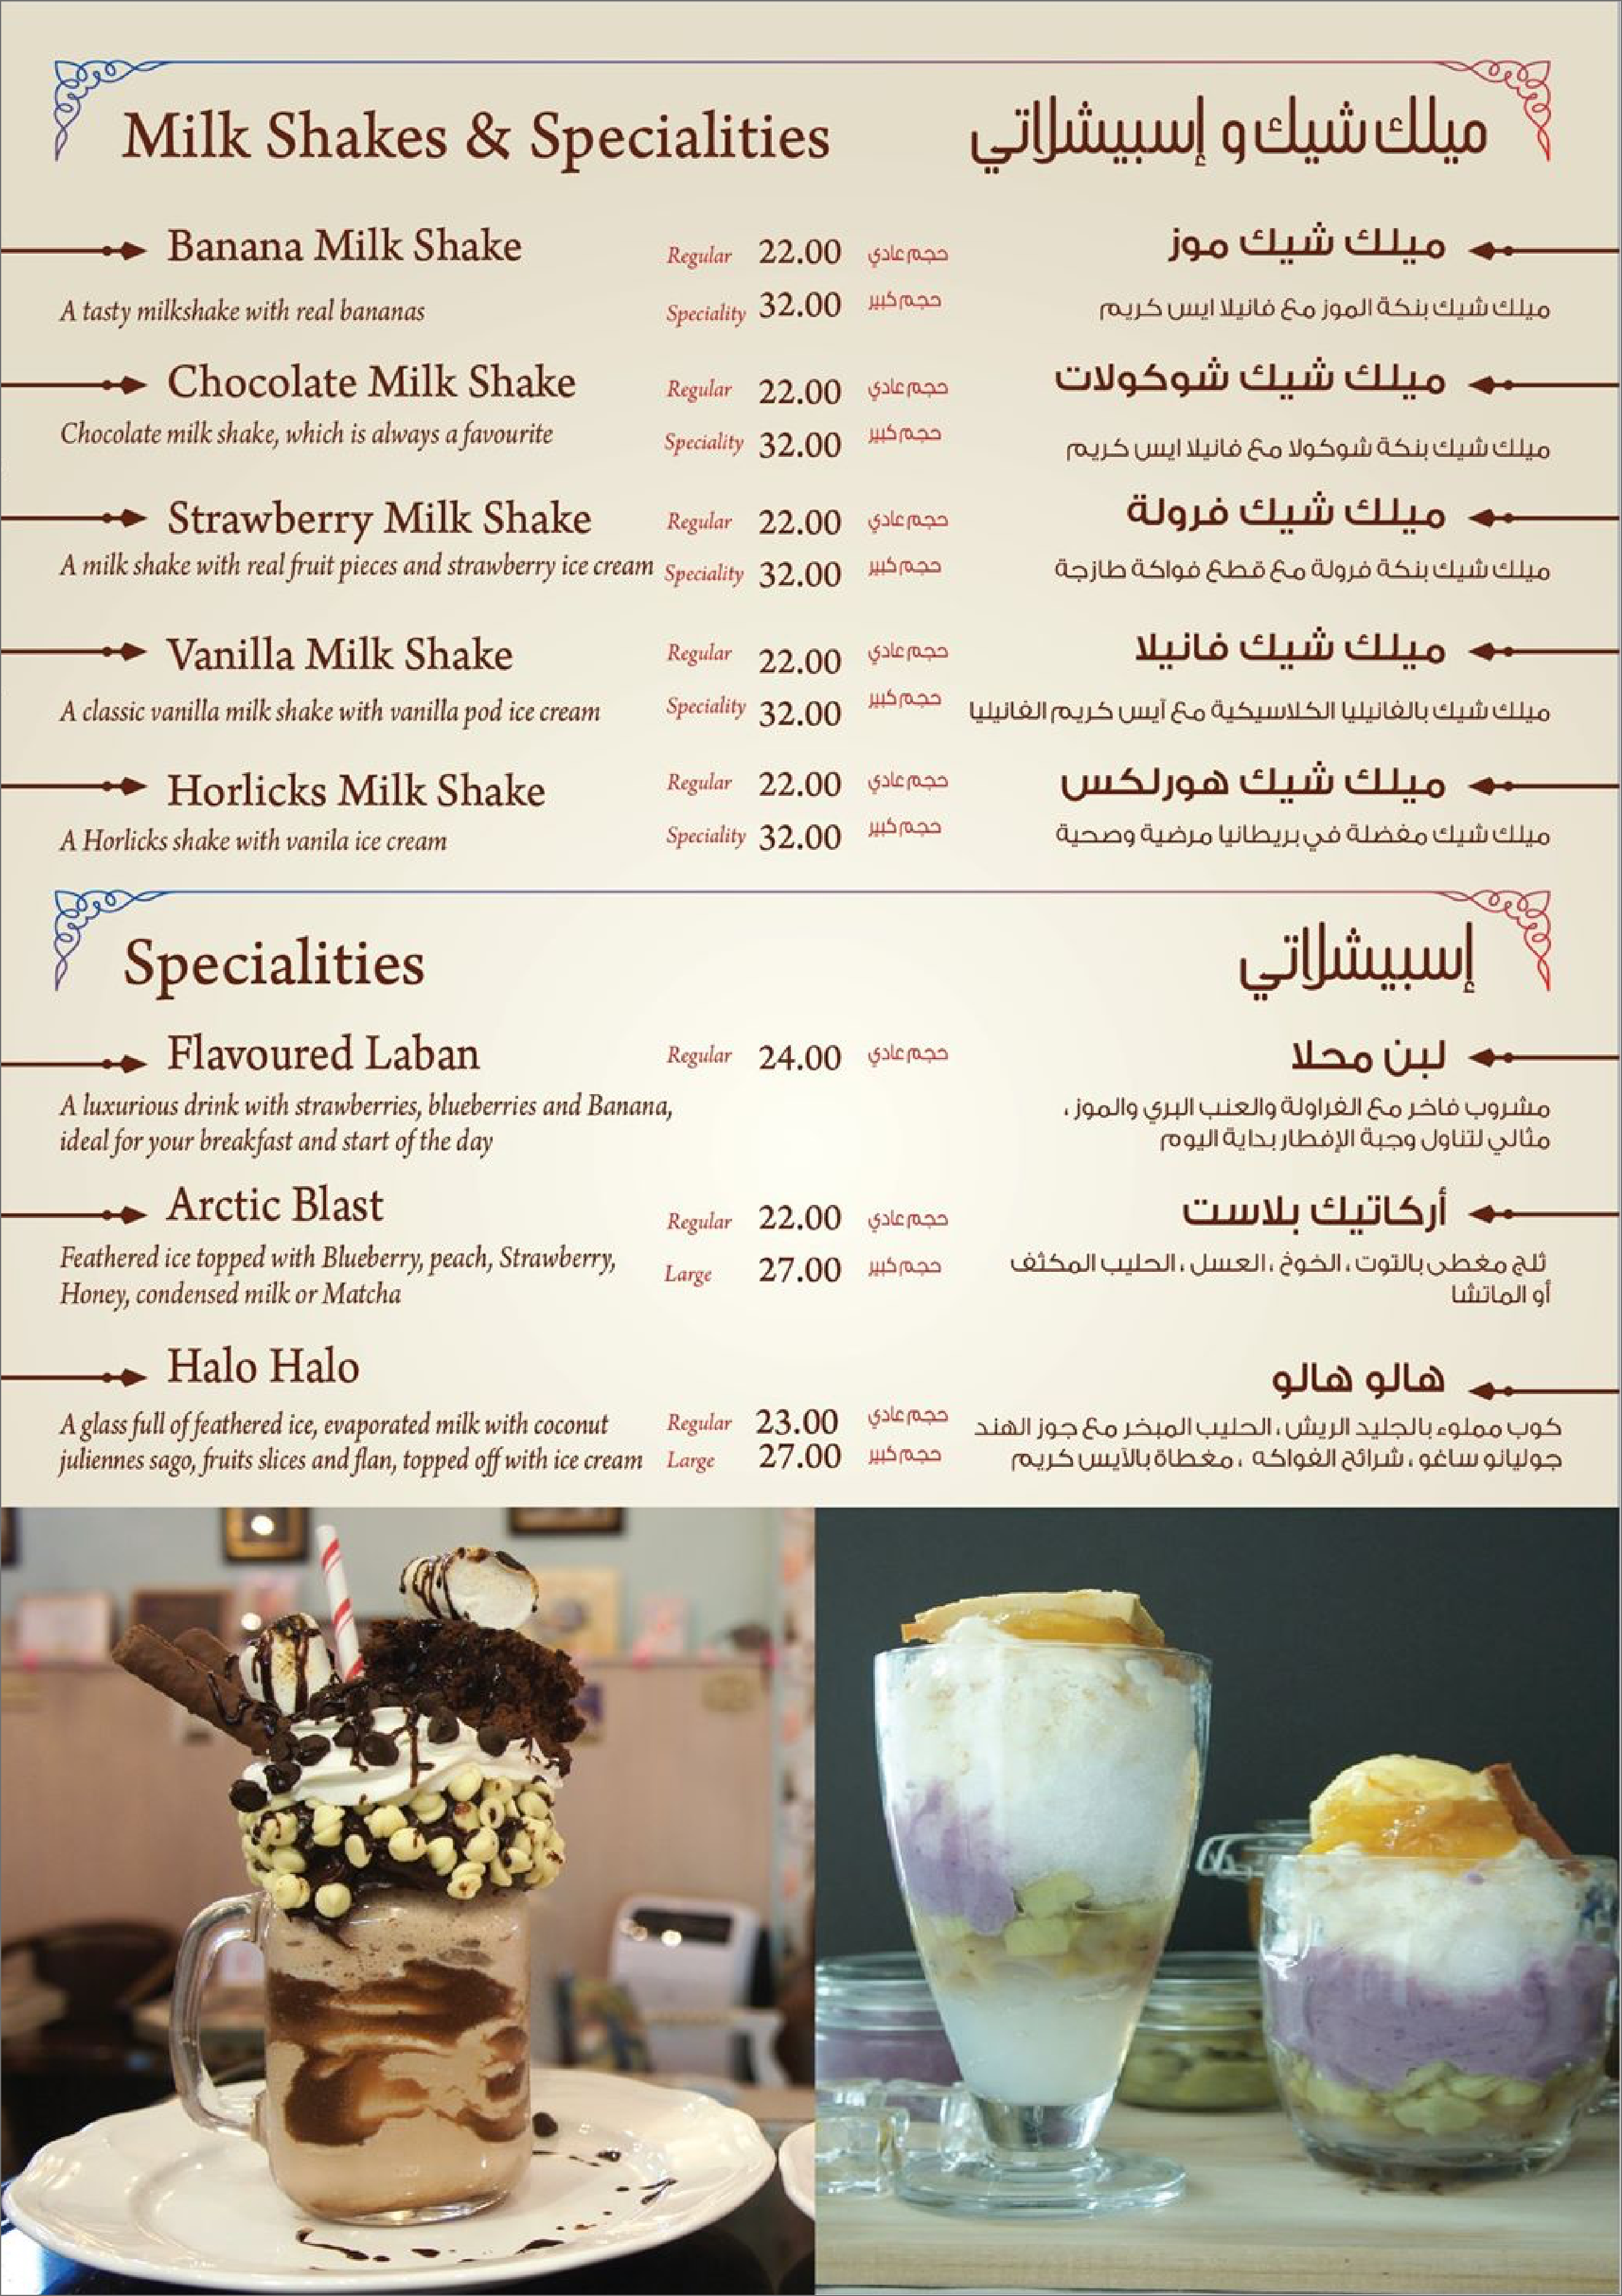 Milk Shakes & Specialities
ميلك شيك و إسبيشلاتي
Banana Milk Shake
Regular 22.00 حجم عادي
ميلك شيك موز
A tasty milkshake with real bananas
Speciality 32.00 حجم كبير
ميلك شيك بنكة الموز مع فانيلا ايس كريم
Chocolate Milk Shake
Regular 22.00 حجم عادي
ميلك شيك شوكولات
Chocolate milk shake, which is always a favourite
Speciality 32.00 حجم كبير
ميلك شيك بنكة شوكولا مع فانيلا ايس كريم
Strawberry Milk Shake
Regular 22.00 حجم عادي
ميلك شيك فرولة
A milk shake with real fruit pieces and strawberry ice cream
Speciality 32.00 حجم كبير
ميلك شيك بنكة فرولة مع قطع فواكة طازجة
Vanilla Milk Shake
Regular 22.00 حجم عادي
ميلك شيك فانيلا
A classic vanilla milk shake with vanilla pod ice cream
Speciality 32.00 حجم كبير
ميلك شيك بالفانيليا الكلاسيكية مع آيس كريم الفانيليا
Horlicks Milk Shake
Regular 22.00 حجم عادي
ميلك شيك هورلكس
A Horlicks shake with vanila ice cream
Speciality 32.00 حجم كبير
ميلك شيك مفضلة في بريطانيا مرضية وصحية
Specialities
إسبيشلاتي
Flavoured Laban
Regular 24.00 حجم عادي
لبن محلا
A luxurious drink with strawberries, blueberries and Banana,
ideal for your breakfast and start of the day
مشروب فاخر مع الفراولة والعنب البري والموز ،
مثالي لتناول وجبة الإفطار بداية اليوم
Arctic Blast
Regular 22.00 حجم عادي
أركاتيك بلاست
Feathered ice topped with Blueberry, peach, Strawberry,
Honey, condensed milk or Matcha
Large 27.00 حجم كبير
ثلج مغطى بالتوت ، الخوخ ، العسل ، الحليب المكثف
أو الماتشا
Halo Halo
هالو هالو
A glass full of feathered ice, evaporated milk with coconut
juliennes sago, fruits slices and flan, topped off with ice cream
Regular 23.00 حجم عادي
Large 27.00 حجم كبير
كوب مملوء بالجليد الريش ، الحليب المبخر مع جوز الهند
جوليانو ساغو ، شرائح الفواكه ، مغطاة بالآيس كريم